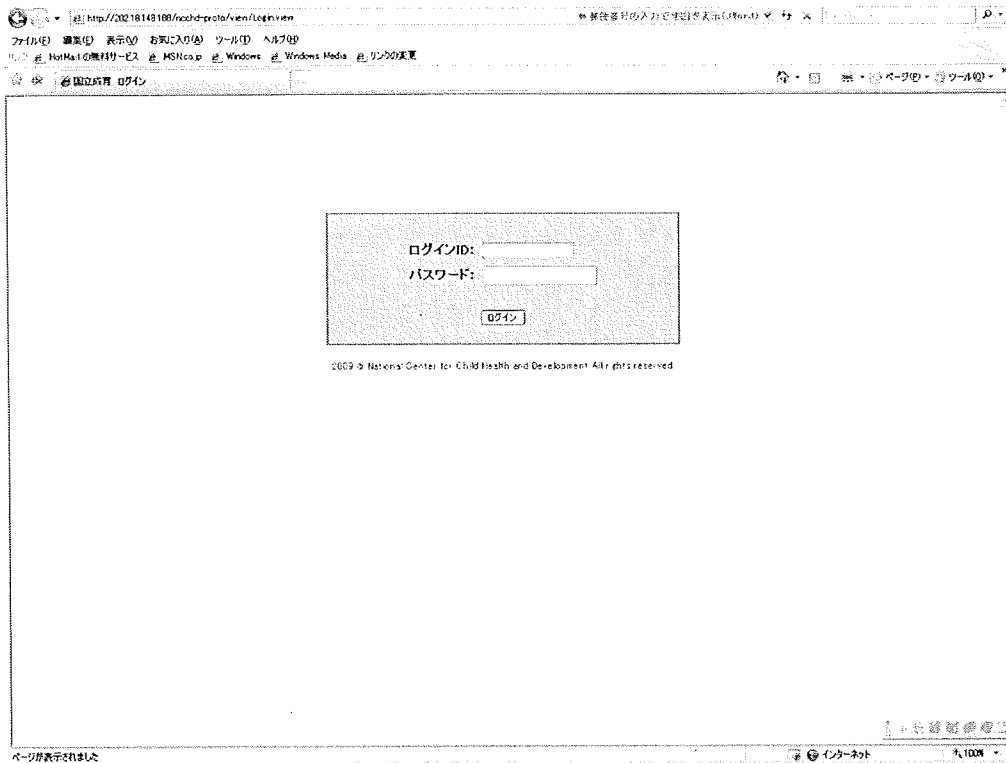 http://202.18.148.188/ncchd-proto/view/Login.view
ファイル(F) 編集(E) 表示(V) お気に入り(A) ツール(T) ヘルプ(H)
HotMail の無料サービス MSN.co.jp Windows Windows Media リンクの変更
国立成育 ログイン
ページ(P) ツール(O)
ログインID:
パスワード:
ログイン
2009 © National Center for Child Health and Development All rights reserved
ページが表示されました
インターネット
100%